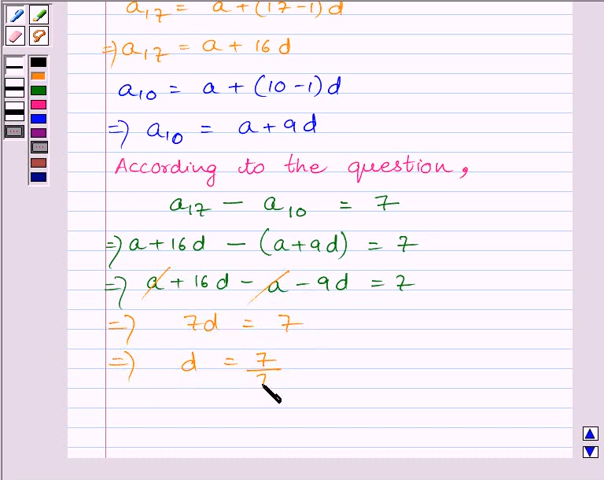 a17 = a+(17-1)d
=> a17 = a + 16d
a10 = a + (10-1)d
=> a10 = a+9d
According to the question,
a17 - a10 = 7
=> a+16d - (a+9d) = 7
=> a + 16d - a - 9d = 7
=> 7d = 7
=> d = 7/7